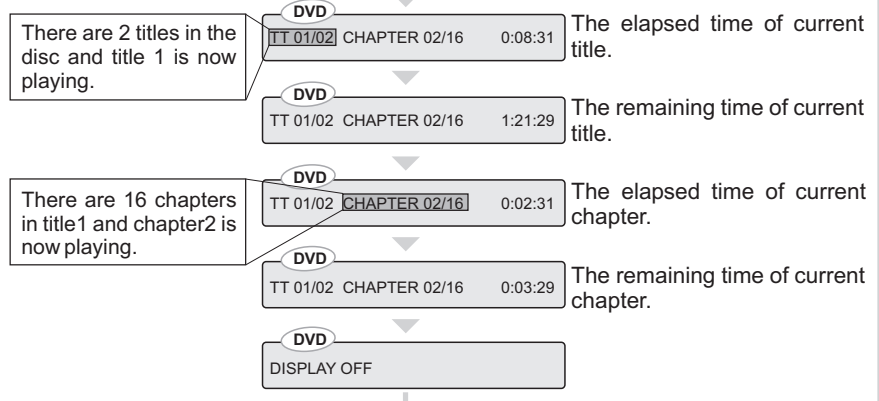 DVD
There are 2 titles in the
disc and title 1 is now
playing.
TT 01/02 CHAPTER 02/16 0:08:31
The elapsed time of current
title.
DVD
TT 01/02 CHAPTER 02/16 1:21:29
The remaining time of current
title.
DVD
There are 16 chapters
in title1 and chapter2 is
now playing.
TT 01/02 CHAPTER 02/16 0:02:31
The elapsed time of current
chapter.
DVD
TT 01/02 CHAPTER 02/16 0:03:29
The remaining time of current
chapter.
DVD
DISPLAY OFF